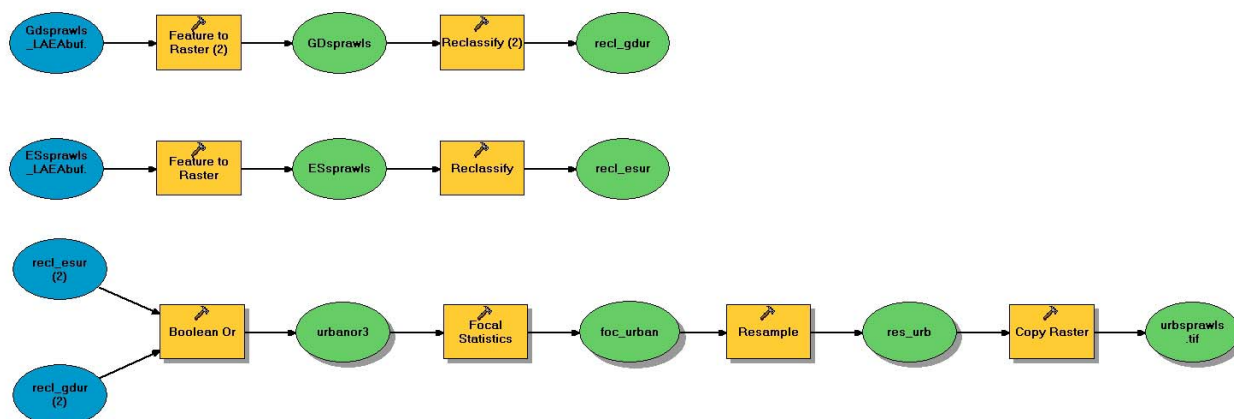 Gdsprawls
_LAEAbuf.
Feature to
Raster (2)
GDsprawls
Reclassify (2)
recl_gdur
ESsprawls
_LAEAbuf.
Feature to
Raster
ESsprawls
Reclassify
recl_esur
recl_esur
(2)
Boolean Or
urbanor3
Focal
Statistics
foc_urban
Resample
res_urb
Copy Raster
urbsprawls
.tif
recl_gdur
(2)